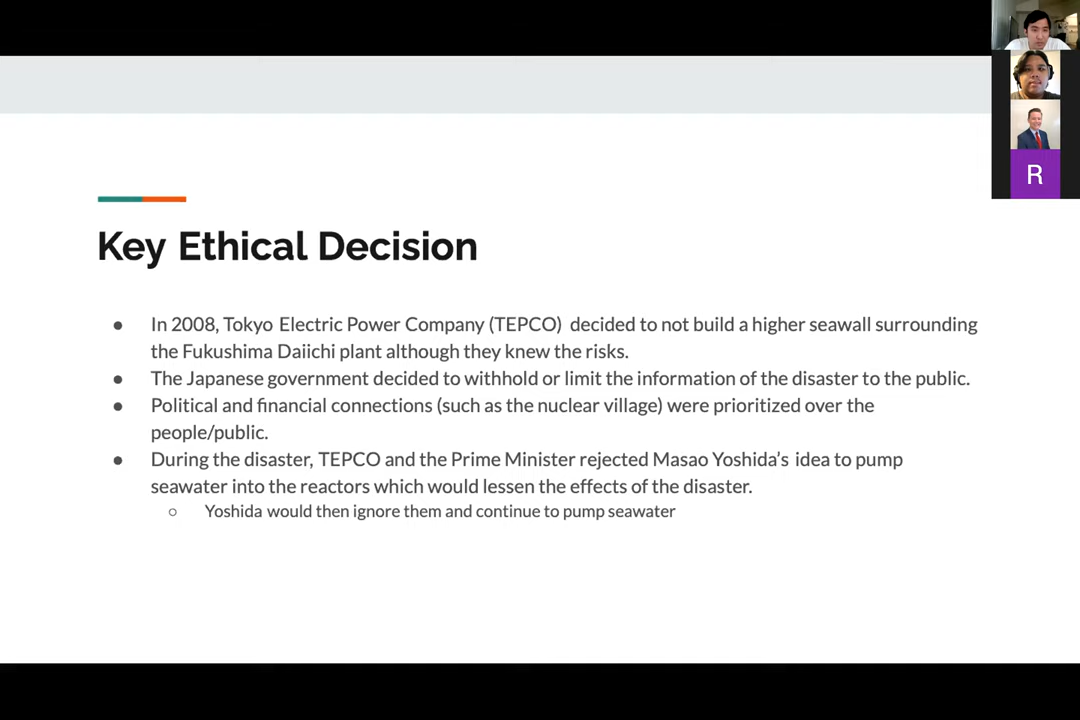 R
Key Ethical Decision
● In 2008, Tokyo Electric Power Company (TEPCO) decided to not build a higher seawall surrounding
the Fukushima Daiichi plant although they knew the risks.
● The Japanese government decided to withhold or limit the information of the disaster to the public.
● Political and financial connections (such as the nuclear village) were prioritized over the
people/public.
● During the disaster, TEPCO and the Prime Minister rejected Masao Yoshida's idea to pump
seawater into the reactors which would lessen the effects of the disaster.
○ Yoshida would then ignore them and continue to pump seawater